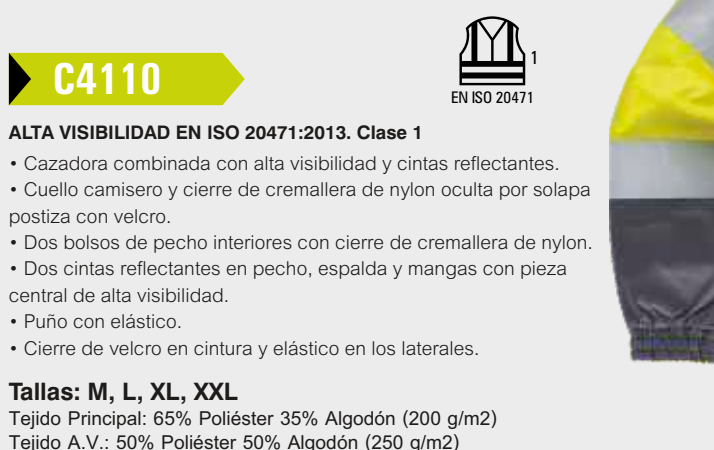 1
C4110
EN ISO 20471
ALTA VISIBILIDAD EN ISO 20471:2013. Clase 1
• Cazadora combinada con alta visibilidad y cintas reflectantes.
• Cuello camisero y cierre de cremallera de nylon oculta por solapa
postiza con velcro.
• Dos bolsos de pecho interiores con cierre de cremallera de nylon.
• Dos cintas reflectantes en pecho, espalda y mangas con pieza
central de alta visibilidad.
• Puño con elástico.
• Cierre de velcro en cintura y elástico en los laterales.
Tallas: M, L, XL, XXL
Tejido Principal: 65% Poliéster 35% Algodón (200 g/m2)
Tejido A.V.: 50% Poliéster 50% Algodón (250 g/m2)